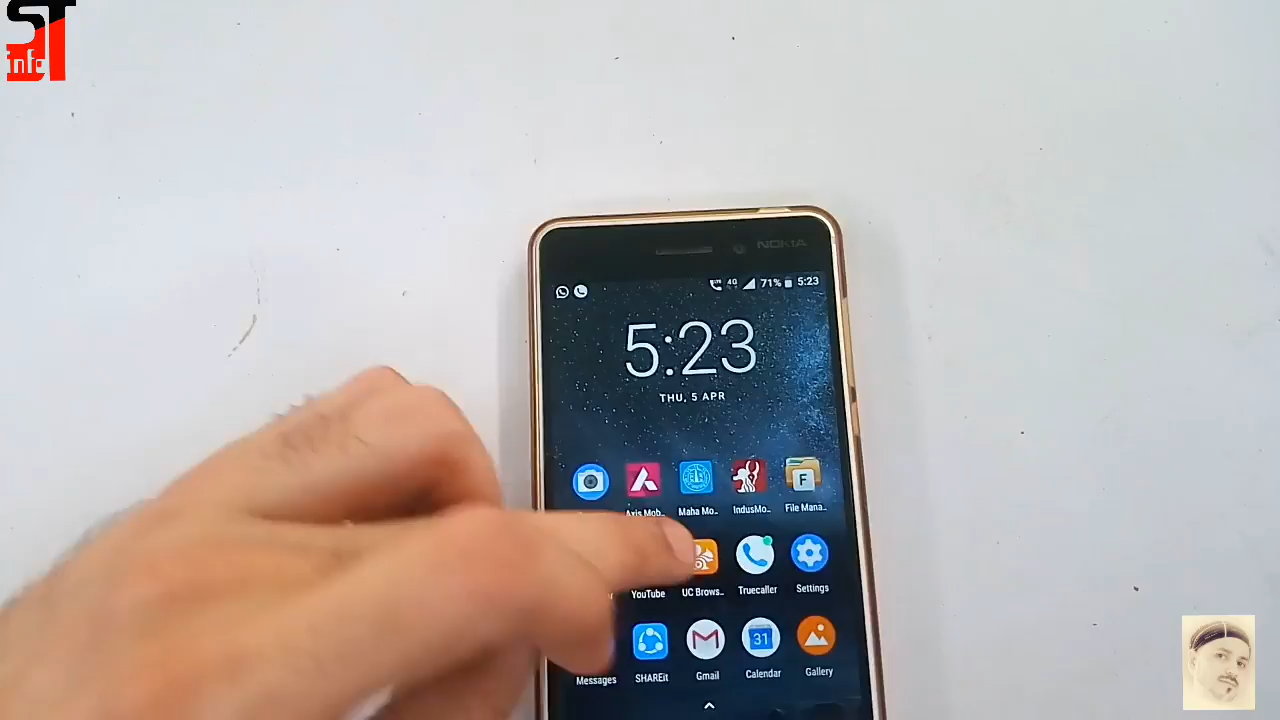 ST
info
NOKIA
4G 71% 5:23
5:23
THU, 5 APR
Axis Mob.. Maha Mo.. IndusMo.. File Mana..
F
YouTube UC Brows.. Truecaller Settings
31
Messages SHAREit Gmail Calendar Gallery